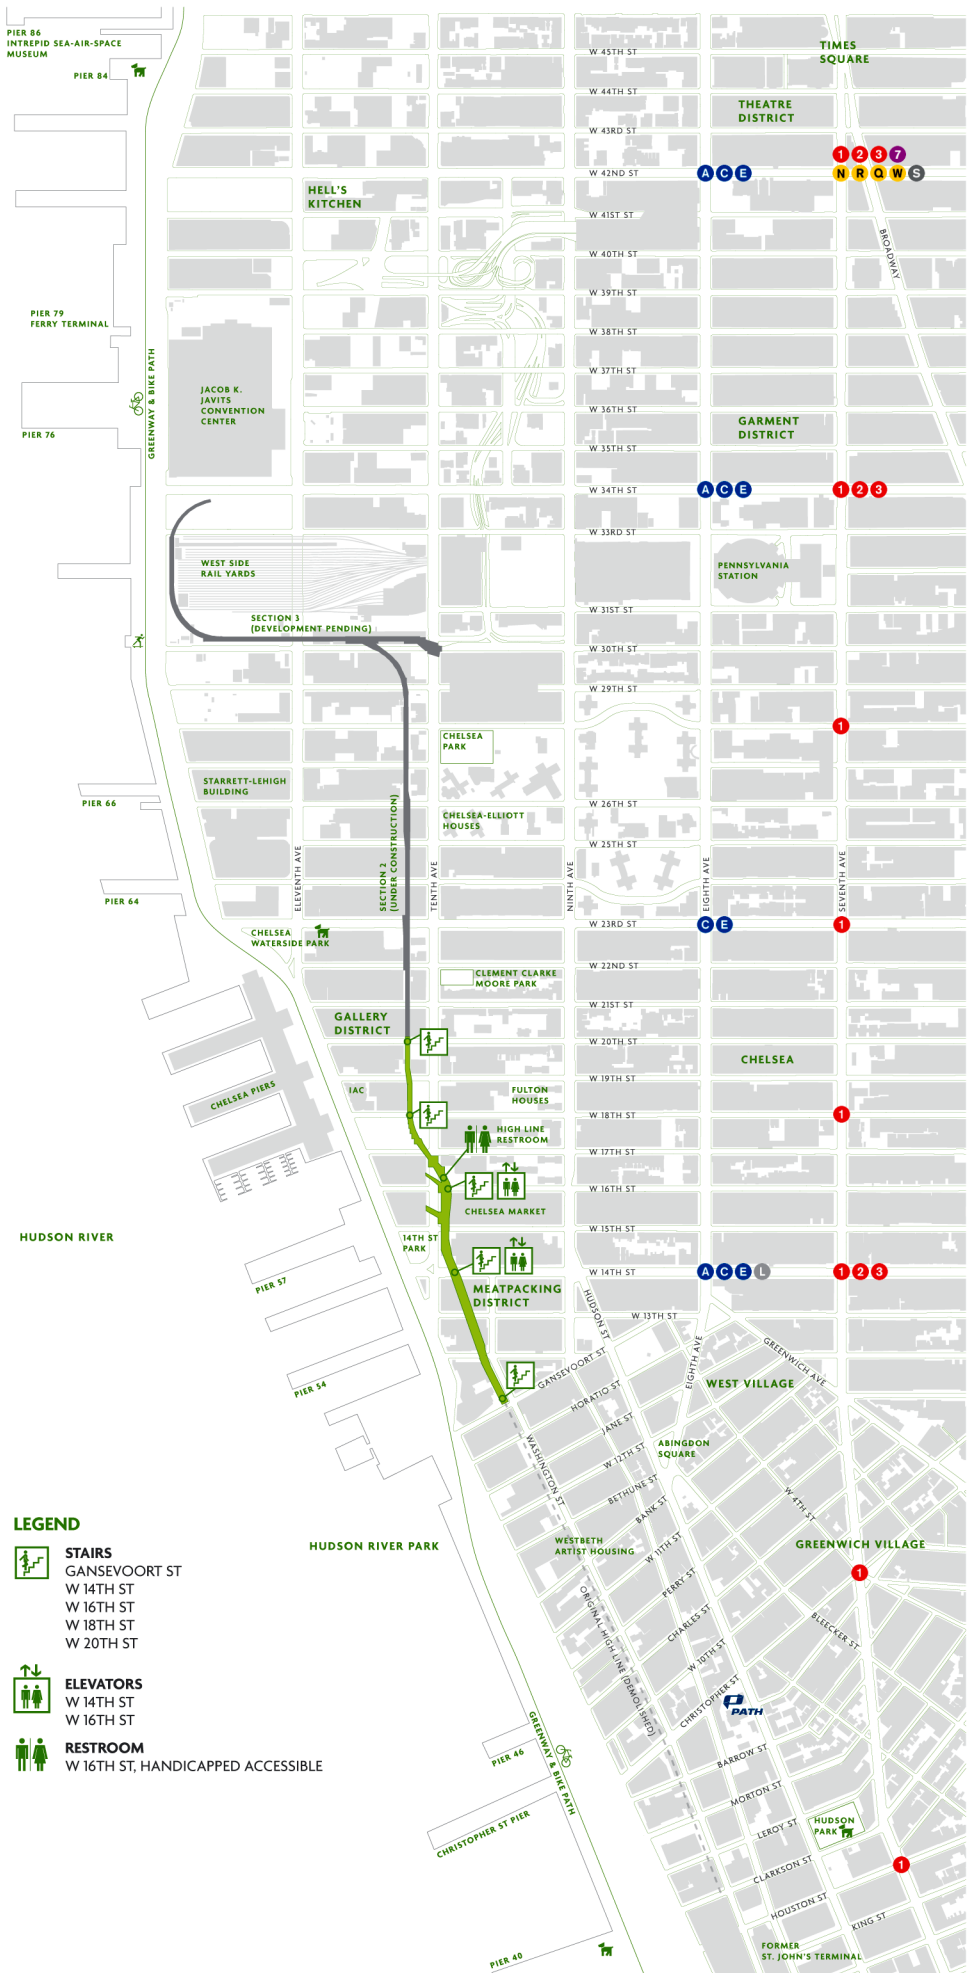 PIER 86
INTREPID SEA-AIR-SPACE
MUSEUM
PIER 84
W 45TH ST
TIMES
SQUARE
W 44TH ST
THEATRE
DISTRICT
W 43RD ST
1 2 3 7
W 42ND ST
A C E
N R Q W S
HELL'S
KITCHEN
W 41ST ST
BROADWAY
W 40TH ST
W 39TH ST
PIER 79
FERRY TERMINAL
W 38TH ST
GREENWAY & BIKE PATH
W 37TH ST
JACOB K.
JAVITS
CONVENTION
CENTER
W 36TH ST
PIER 76
GARMENT
DISTRICT
W 35TH ST
W 34TH ST
A C E
1 2 3
W 33RD ST
WEST SIDE
RAIL YARDS
PENNSYLVANIA
STATION
W 31ST ST
SECTION 3
(DEVELOPMENT PENDING)
W 30TH ST
W 29TH ST
1
CHELSEA
PARK
STARRETT-LEHIGH
BUILDING
PIER 66
W 26TH ST
CHELSEA-ELLIOTT
HOUSES
W 25TH ST
SECTION 2
(UNDER CONSTRUCTION)
ELEVENTH AVE
TENTH AVE
NINTH AVE
EIGHTH AVE
SEVENTH AVE
PIER 64
W 23RD ST
C E
1
CHELSEA
WATERSIDE PARK
W 22ND ST
CLEMENT CLARKE
MOORE PARK
W 21ST ST
GALLERY
DISTRICT
W 20TH ST
CHELSEA
W 19TH ST
IAC
FULTON
HOUSES
CHELSEA PIERS
W 18TH ST
1
HIGH LINE
RESTROOM
W 17TH ST
W 16TH ST
CHELSEA MARKET
W 15TH ST
HUDSON RIVER
14TH ST
PARK
W 14TH ST
A C E L
1 2 3
PIER 57
MEATPACKING
DISTRICT
HUDSON ST
W 13TH ST
GREENWICH AVE
EIGHTH AVE
GANSEVOORT ST
PIER 54
WEST VILLAGE
HORATIO ST
JANE ST
ABINGDON
SQUARE
WASHINGTON ST
W 12TH ST
BETHUNE ST
W 4TH ST
BANK ST
LEGEND
HUDSON RIVER PARK
WESTBETH
ARTIST HOUSING
W 11TH ST
GREENWICH VILLAGE
1
STAIRS
GANSEVOORT ST
W 14TH ST
W 16TH ST
W 18TH ST
W 20TH ST
PERRY ST
ORIGINAL HIGH LINE (DEMOLISHED)
CHARLES ST
BLEECKER ST
W 10TH ST
ELEVATORS
W 14TH ST
W 16TH ST
CHRISTOPHER ST
PATH
RESTROOM
W 16TH ST, HANDICAPPED ACCESSIBLE
GREENWAY & BIKE PATH
PIER 46
BARROW ST
MORTON ST
CHRISTOPHER ST PIER
LEROY ST
HUDSON
PARK
CLARKSON ST
1
HOUSTON ST
KING ST
FORMER
ST. JOHN'S TERMINAL
PIER 40